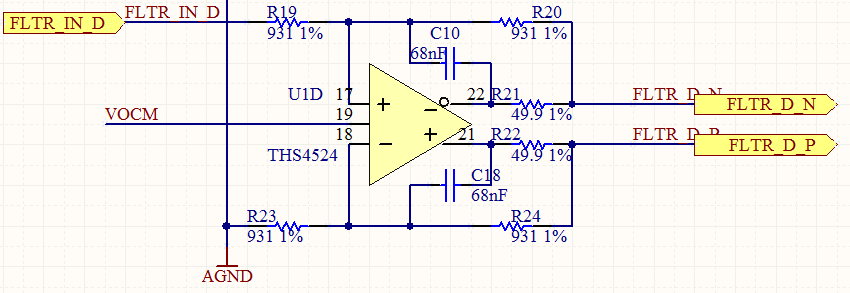 FLTR_IN_D
FLTR_IN_D
R19
931 1%
R20
931 1%
C10
68nF
U1D
17
22
R21
49.9 1%
FLTR_D_N
FLTR_D_N
VOCM
19
18
21
R22
49.9 1%
FLTR_D_P
FLTR_D_P
THS4524
C18
68nF
R23
931 1%
R24
931 1%
AGND